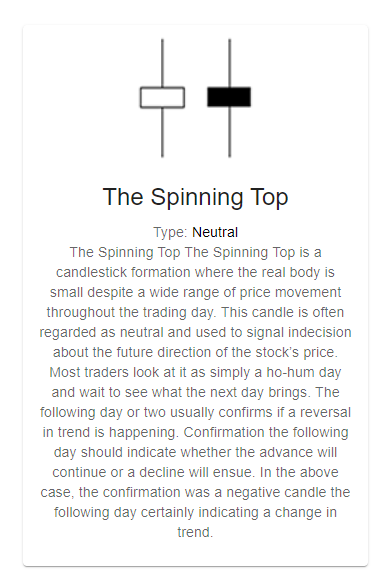 The Spinning Top
Type: Neutral
The Spinning Top The Spinning Top is a
candlestick formation where the real body is
small despite a wide range of price movement
throughout the trading day. This candle is often
regarded as neutral and used to signal indecision
about the future direction of the stock's price.
Most traders look at it as simply a ho-hum day
and wait to see what the next day brings. The
following day or two usually confirms if a reversal
in trend is happening. Confirmation the following
day should indicate whether the advance will
continue or a decline will ensue. In the above
case, the confirmation was a negative candle the
following day certainly indicating a change in
trend.